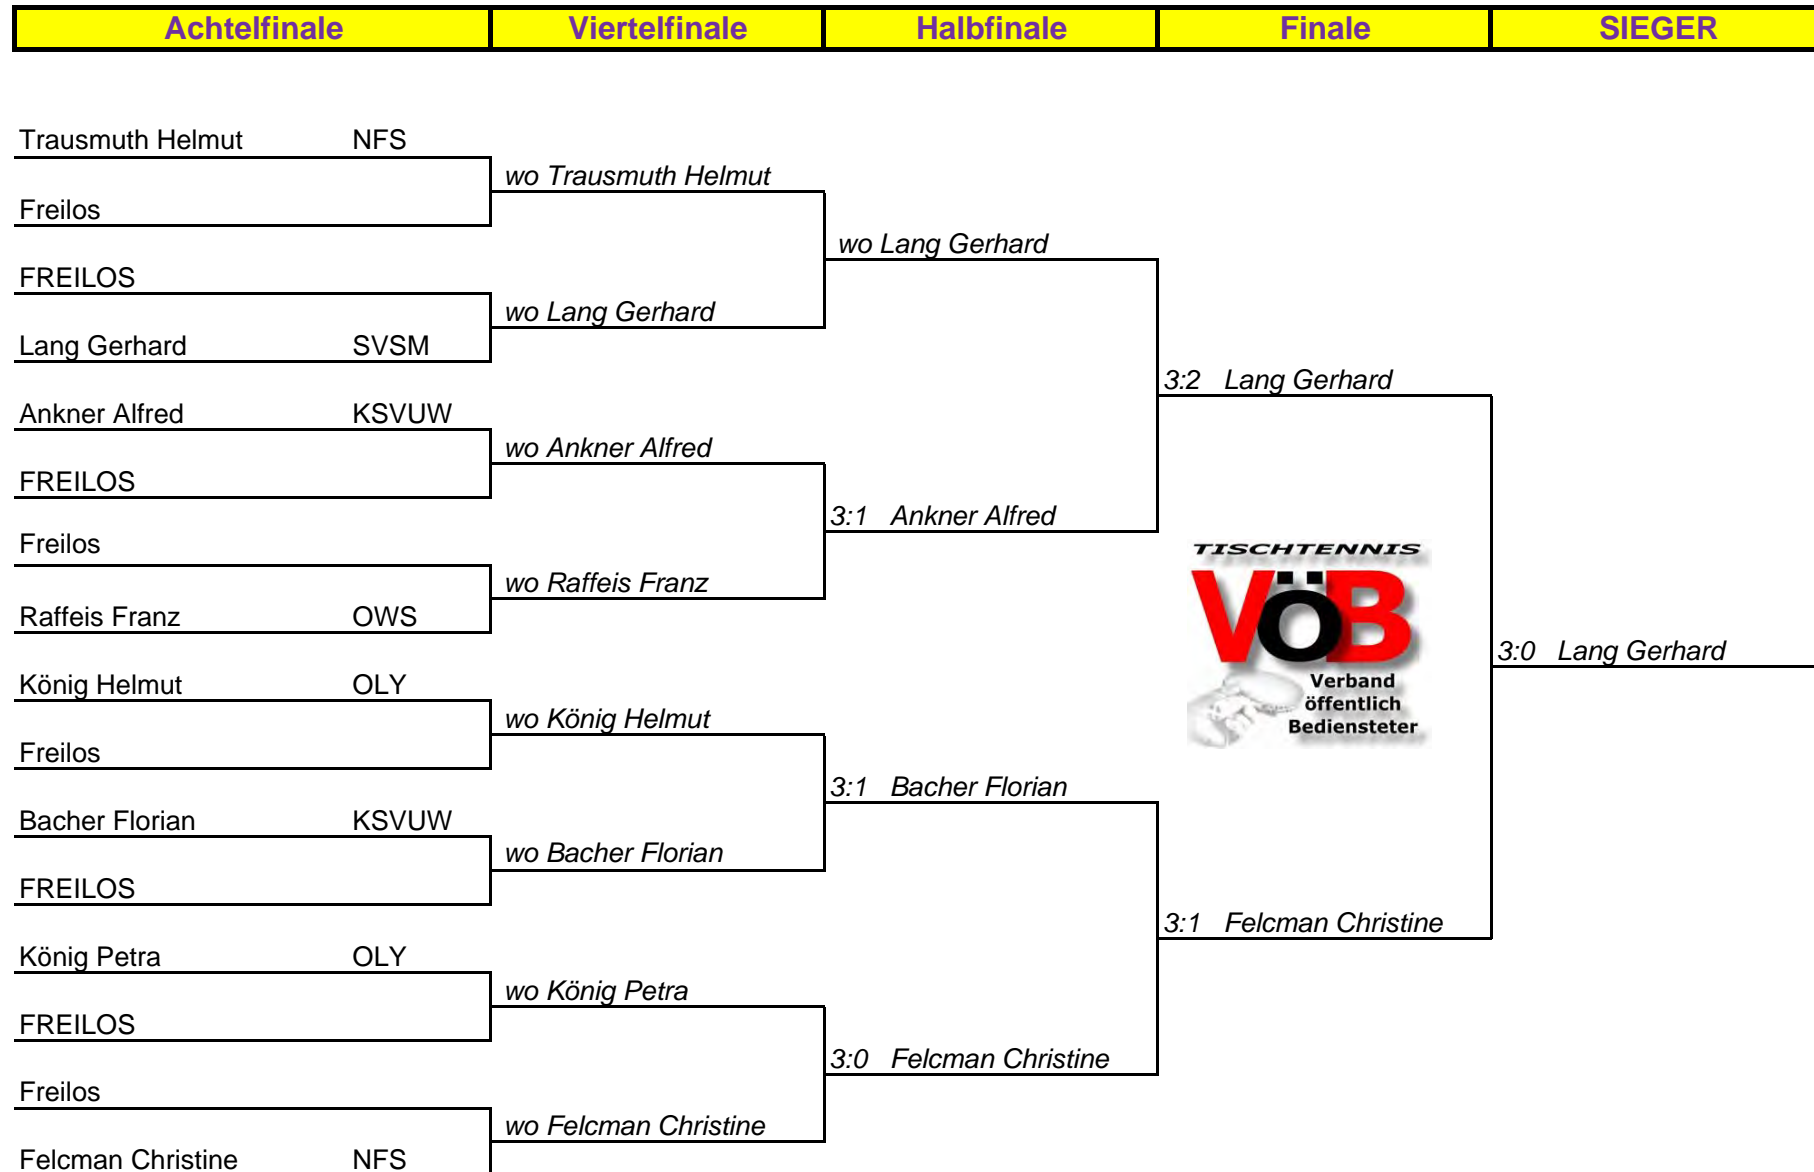 Achtelfinale Viertelfinale Halbfinale Finale SIEGER
Trausmuth Helmut NFS
wo Trausmuth Helmut
Freilos
wo Lang Gerhard
FREILOS
wo Lang Gerhard
Lang Gerhard SVSM
3:2 Lang Gerhard
Ankner Alfred KSVUW
wo Ankner Alfred
FREILOS
3:1 Ankner Alfred
Freilos
TISCHTENNIS
wo Raffeis Franz
VÖB
Raffeis Franz OWS
3:0 Lang Gerhard
König Helmut OLY
Verband
öffentlich
wo König Helmut
Bediensteter
Freilos
3:1 Bacher Florian
Bacher Florian KSVUW
wo Bacher Florian
FREILOS
3:1 Felcman Christine
König Petra OLY
wo König Petra
FREILOS
3:0 Felcman Christine
Freilos
wo Felcman Christine
Felcman Christine NFS